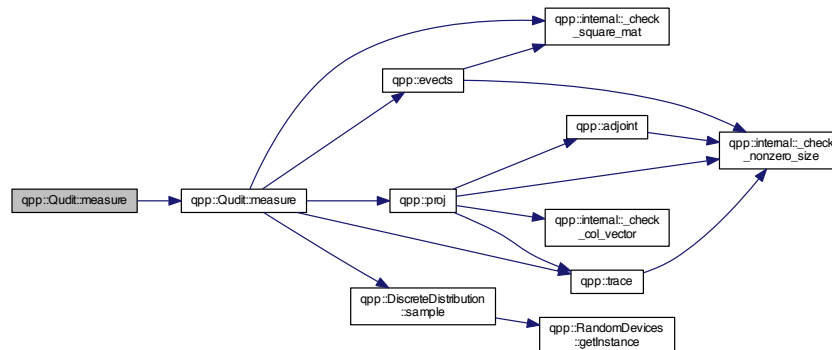 qpp::internal::_check
_square_mat
qpp::evects
qpp::adjoint
qpp::internal::_check
_nonzero_size
qpp::Qudit::measure
qpp::Qudit::measure
qpp::proj
qpp::internal::_check
_col_vector
qpp::trace
qpp::DiscreteDistribution
::sample
qpp::RandomDevices
::getInstance